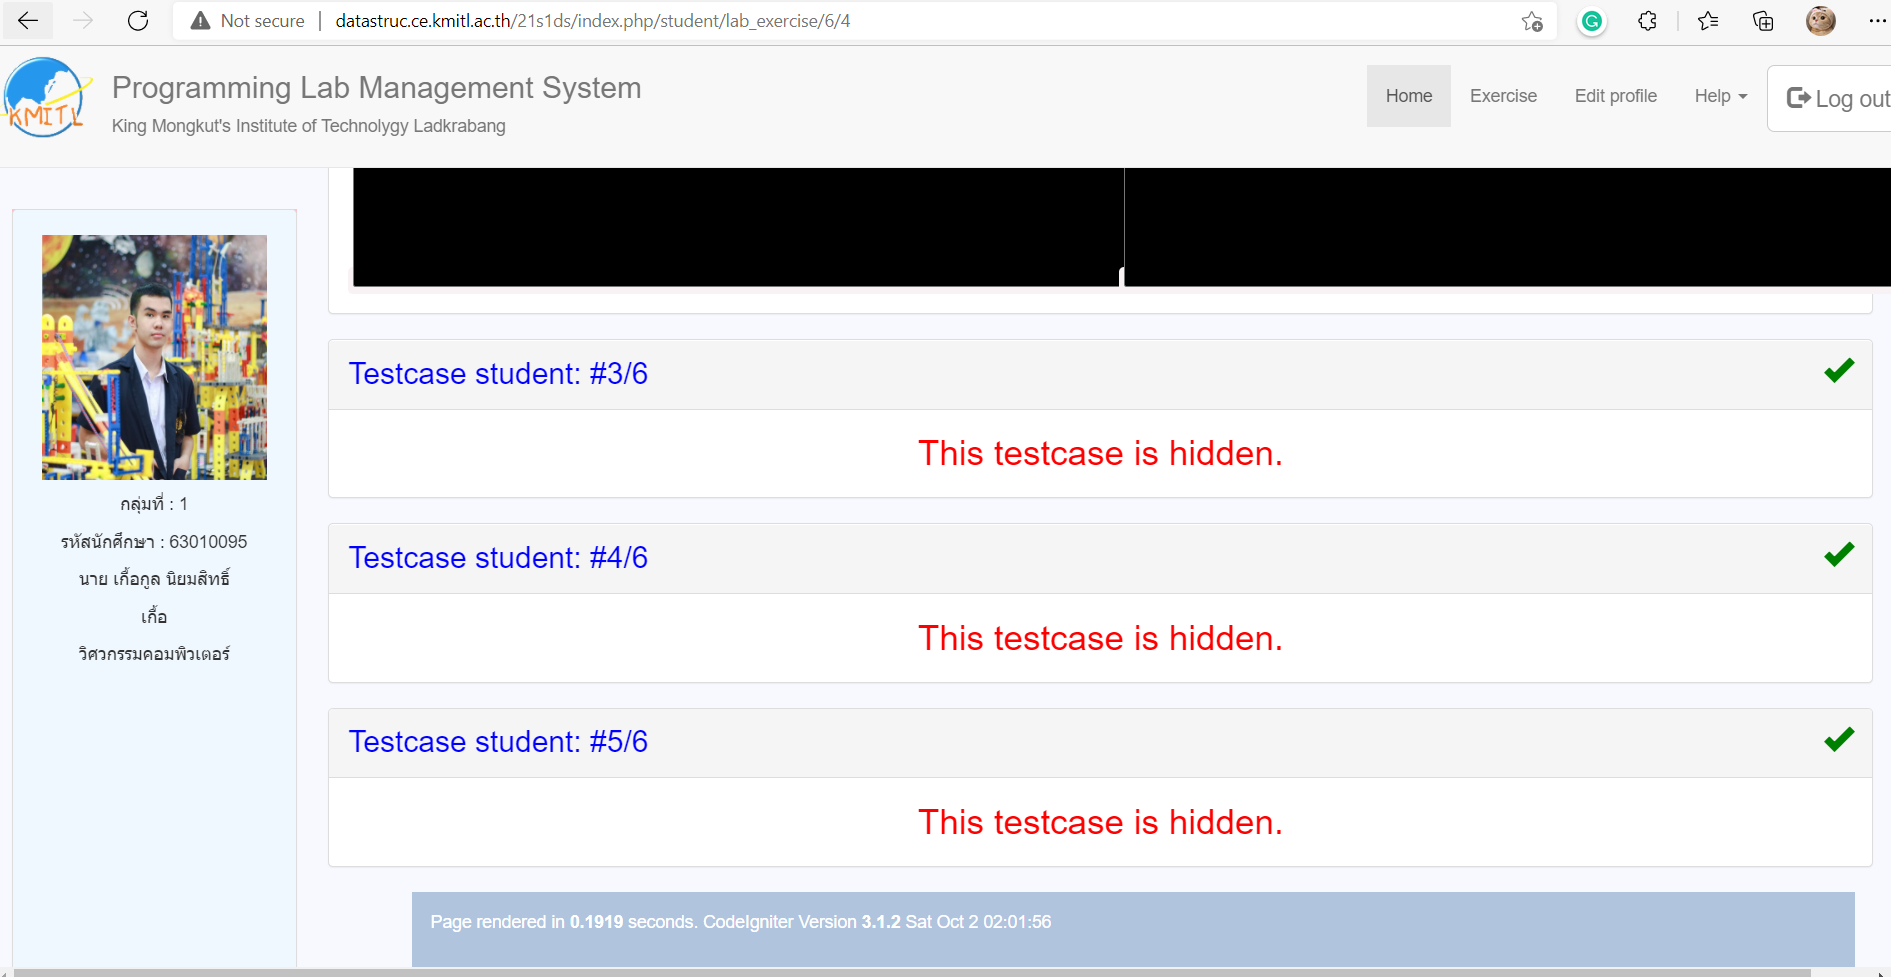 Not secure | datastruc.ce.kmitl.ac.th/21s1ds/index.php/student/lab_exercise/6/4
KMITL
Programming Lab Management System
King Mongkut's Institute of Technolygy Ladkrabang
Home Exercise Edit profile Help Log out
กลุ่มที่ : 1
รหัสนักศึกษา : 63010095
นาย เกื้อกูล นิยมสิทธิ์
เกื้อ
วิศวกรรมคอมพิวเตอร์
Testcase student: #3/6
This testcase is hidden.
Testcase student: #4/6
This testcase is hidden.
Testcase student: #5/6
This testcase is hidden.
Page rendered in 0.1919 seconds. CodeIgniter Version 3.1.2 Sat Oct 2 02:01:56